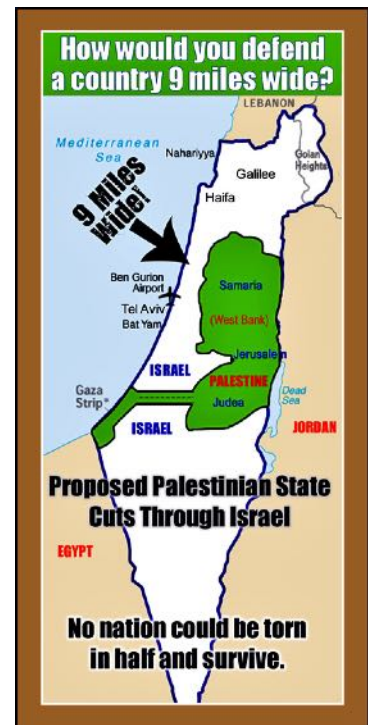 How would you defend
a country 9 miles wide?
LEBANON
Mediterranean
Sea
Nahariyya
Golan
Heights
Galilee
Haifa
9 Miles
Wide!
Ben Gurion
Airport
Samaria
Tel Aviv
Bat Yam
(West Bank)
Jerusalem
ISRAEL
PALESTINE
Gaza
Strip*
Dead
Sea
Judea
ISRAEL
JORDAN
Proposed Palestinian State
Cuts Through Israel
EGYPT
No nation could be torn
in half and survive.